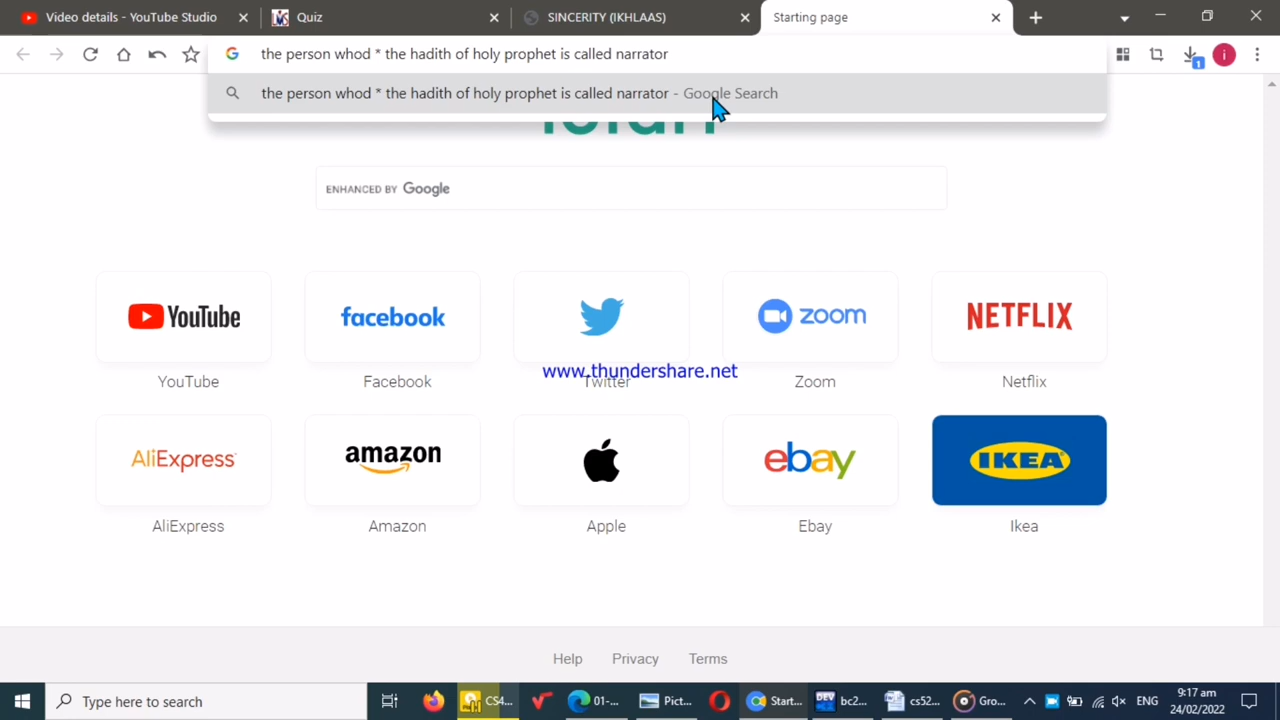 Video details - YouTube Studio
Quiz
SINCERITY (IKHLAAS)
Starting page
the person whod * the hadith of holy prophet is called narrator
i
1
the person whod * the hadith of holy prophet is called narrator - Google Search
ENHANCED BY Google
YouTube
facebook
zoom
NETFLIX
www.thundershare.net
YouTube
Facebook
Twitter
Zoom
Netflix
AliExpress
amazon
ebay
IKEA
AliExpress
Amazon
Apple
Ebay
Ikea
Help
Privacy
Terms
Type here to search
CS4...
01-...
Pict...
Start...
DEV
bc2...
cs52...
Gro...
ENG
9:17 am
24/02/2022